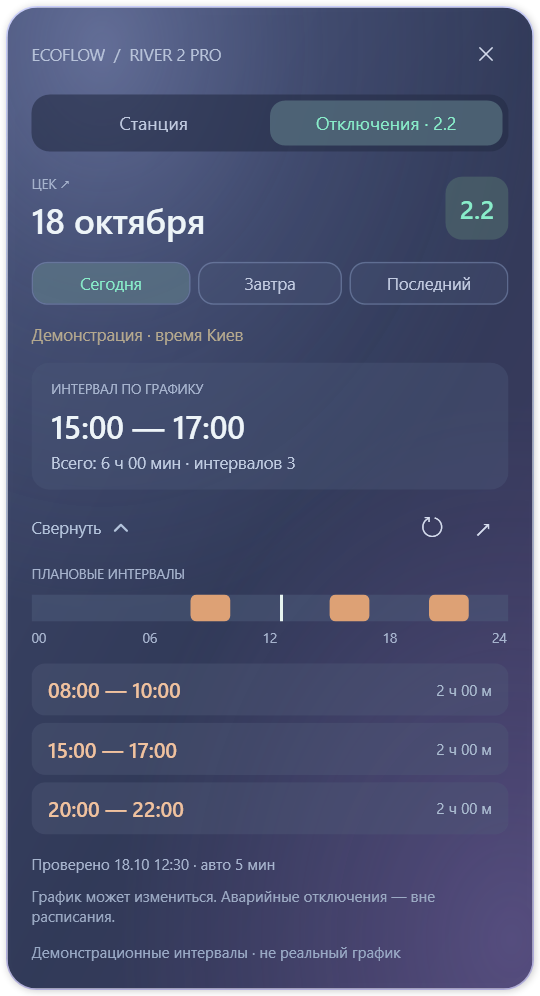 ECOFLOW / RIVER 2 PRO
Станция
Отключения · 2.2
ЦЕК ↗
18 октября
2.2
Сегодня
Завтра
Последний
Демонстрация · время Киев
ИНТЕРВАЛ ПО ГРАФИКУ
15:00 — 17:00
Всего: 6 ч 00 мин · интервалов 3
Свернуть
ПЛАНОВЫЕ ИНТЕРВАЛЫ
00 06 12 18 24
08:00 — 10:00 2 ч 00 м
15:00 — 17:00 2 ч 00 м
20:00 — 22:00 2 ч 00 м
Проверено 18.10 12:30 · авто 5 мин
График может измениться. Аварийные отключения — вне
расписания.
Демонстрационные интервалы · не реальный график